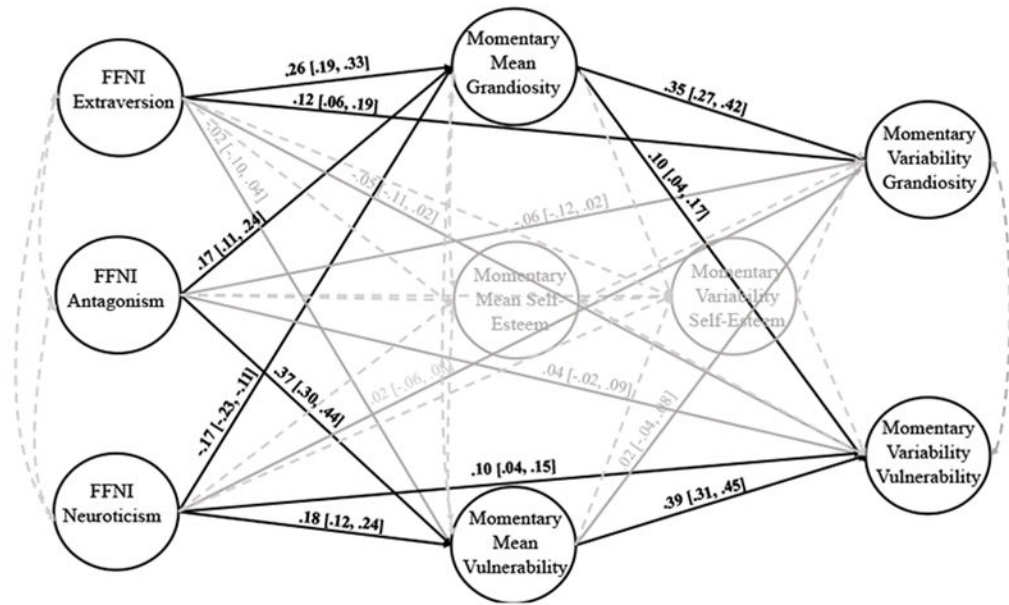 FFNI
Extraversion
FFNI
Antagonism
FFNI
Neuroticism
Momentary
Mean
Grandiosity
Momentary
Mean Self-
Esteem
Momentary
Mean
Vulnerability
Momentary
Variability
Self-Esteem
Momentary
Variability
Grandiosity
Momentary
Variability
Vulnerability
.26 [.19, .33]
.12 [.06, .19]
-.02 [-.10, .04]
-.05 [-.11, .02]
.17 [.11, .24]
.06 [-.12, .02]
.37 [.30, .44]
.04 [-.02, .09]
-.17 [-.23, -.11]
.02 [-.06,
.10 [.04, .15]
.18 [.12, .24]
.35 [.27, .42]
.10 [.04, .17]
.02 [-.04, .08]
.39 [.31, .45]